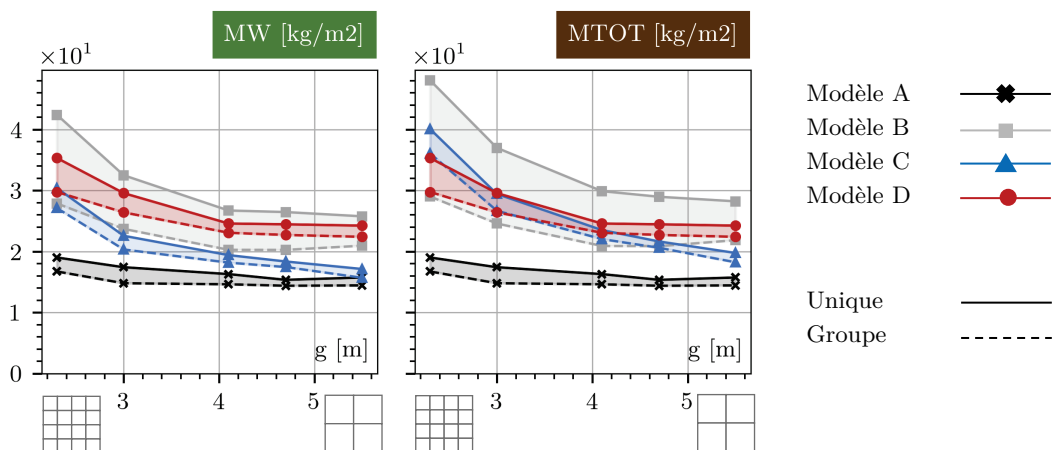 MW [kg/m2]
MTOT [kg/m2]
×10¹
×10¹
4
3
2
1
0
g [m]
g [m]
3 4 5
3 4 5
Modèle A
Modèle B
Modèle C
Modèle D
Unique
Groupe